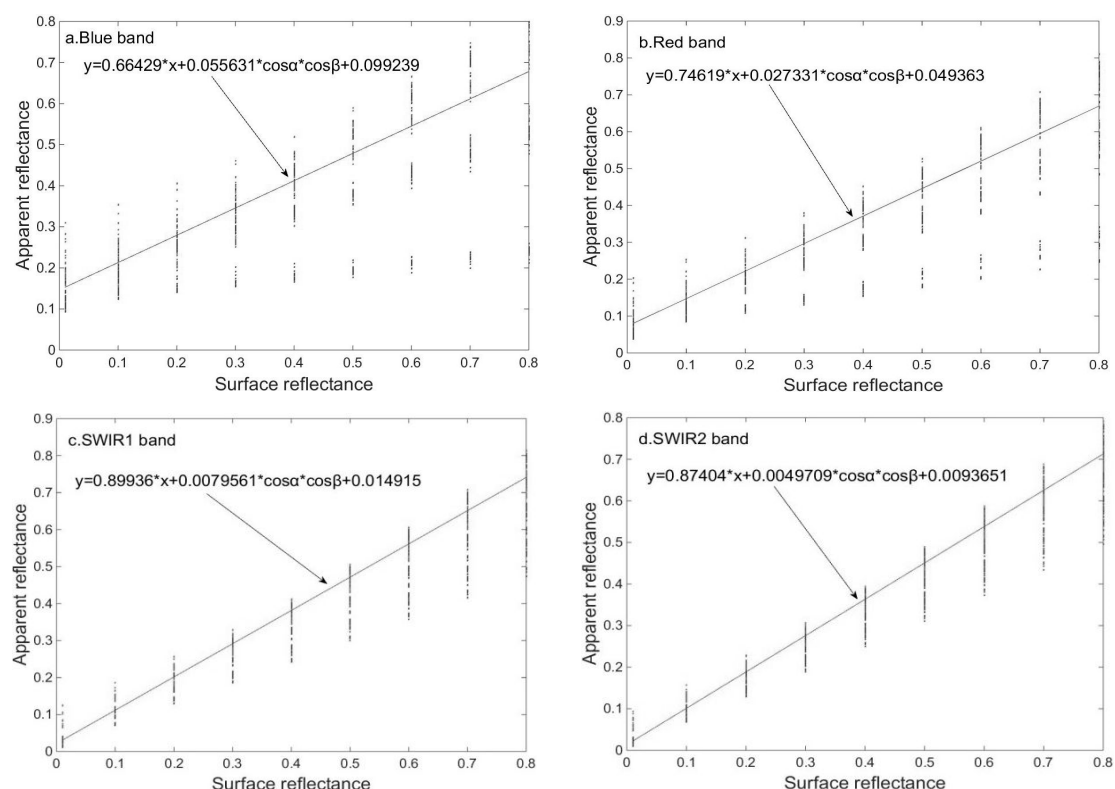 a.Blue band
y=0.66429*x+0.055631*cosα*cosβ+0.099239
Apparent reflectance
0.8
0.7
0.6
0.5
0.4
0.3
0.2
0.1
0
0 0.1 0.2 0.3 0.4 0.5 0.6 0.7 0.8
Surface reflectance
b.Red band
y=0.74619*x+0.027331*cosα*cosβ+0.049363
Apparent reflectance
0.9
0.8
0.7
0.6
0.5
0.4
0.3
0.2
0.1
0
0 0.1 0.2 0.3 0.4 0.5 0.6 0.7 0.8
Surface reflectance
c.SWIR1 band
y=0.89936*x+0.0079561*cosα*cosβ+0.014915
Apparent reflectance
0.9
0.8
0.7
0.6
0.5
0.4
0.3
0.2
0.1
0
0 0.1 0.2 0.3 0.4 0.5 0.6 0.7 0.8
Surface reflectance
d.SWIR2 band
y=0.87404*x+0.0049709*cosα*cosβ+0.0093651
Apparent reflectance
0.8
0.7
0.6
0.5
0.4
0.3
0.2
0.1
0
0 0.1 0.2 0.3 0.4 0.5 0.6 0.7 0.8
Surface reflectance